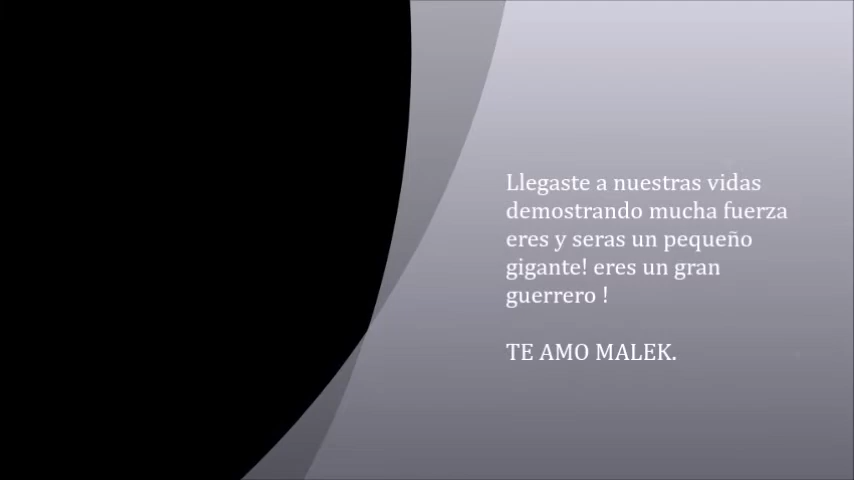 Llegaste a nuestras vidas
demostrando mucha fuerza
eres y seras un pequeño
gigante! eres un gran
guerrero !
TE AMO MALEK.